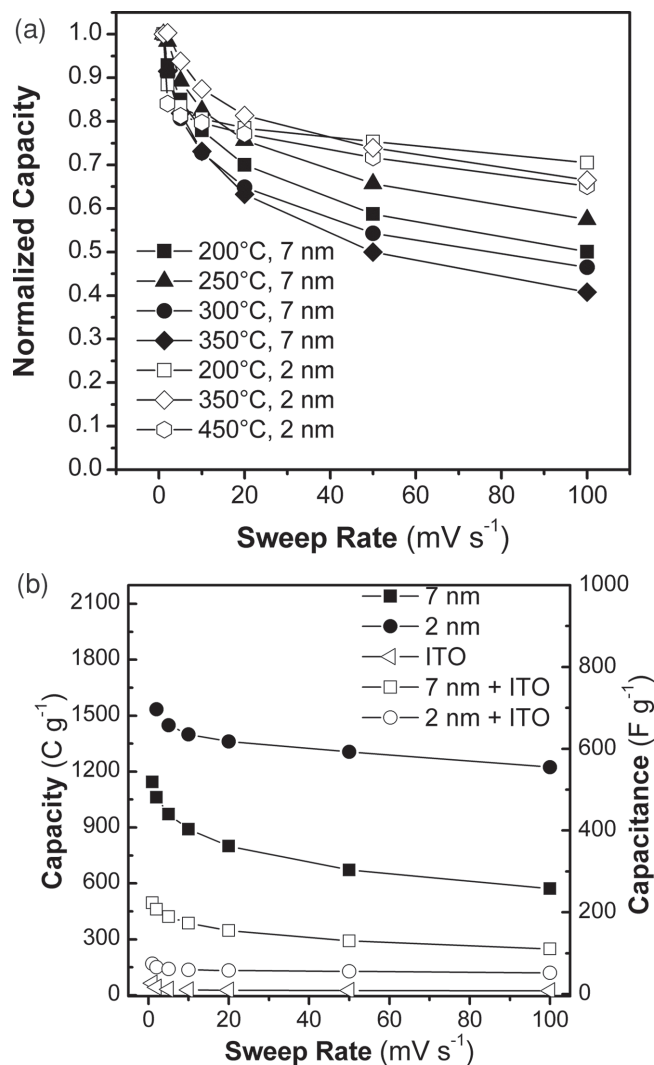 (a)
1.0
0.9
0.8
0.7
0.6
0.5
0.4
0.3
0.2
0.1
0.0
Normalized Capacity
200°C, 7 nm
250°C, 7 nm
300°C, 7 nm
350°C, 7 nm
200°C, 2 nm
350°C, 2 nm
450°C, 2 nm
0 20 40 60 80 100
Sweep Rate (mV s⁻¹)
(b)
2100
1800
1500
1200
900
600
300
0
Capacity (C g⁻¹)
7 nm
2 nm
ITO
7 nm + ITO
2 nm + ITO
1000
800
600
400
200
0
Capacitance (F g⁻¹)
0 20 40 60 80 100
Sweep Rate (mV s⁻¹)